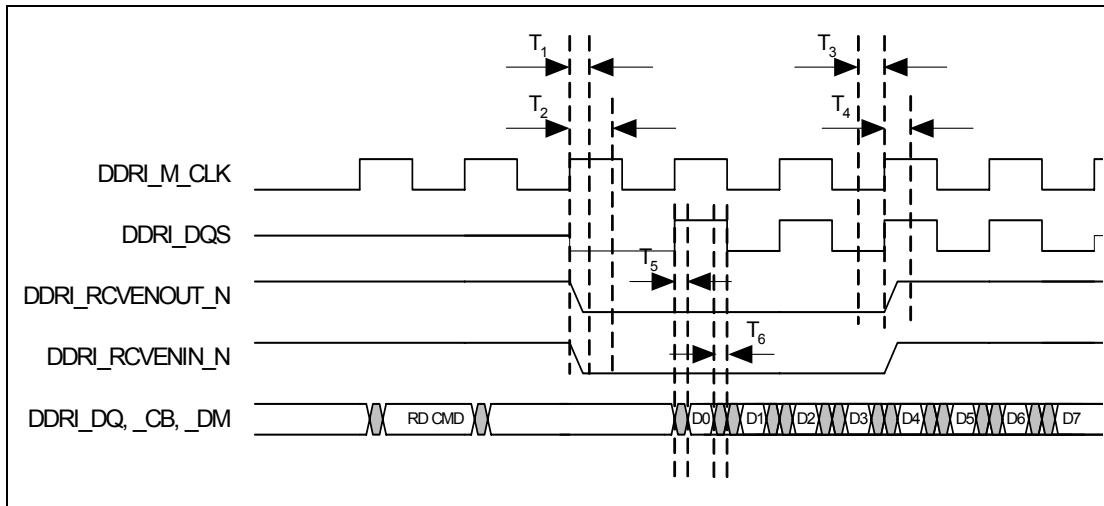 T1
T3
T2
T4
DDRI_M_CLK
DDRI_DQS
T5
DDRI_RCVENOUT_N
T6
DDRI_RCVENIN_N
DDRI_DQ, _CB, _DM RD CMD D0 D1 D2 D3 D4 D5 D6 D7